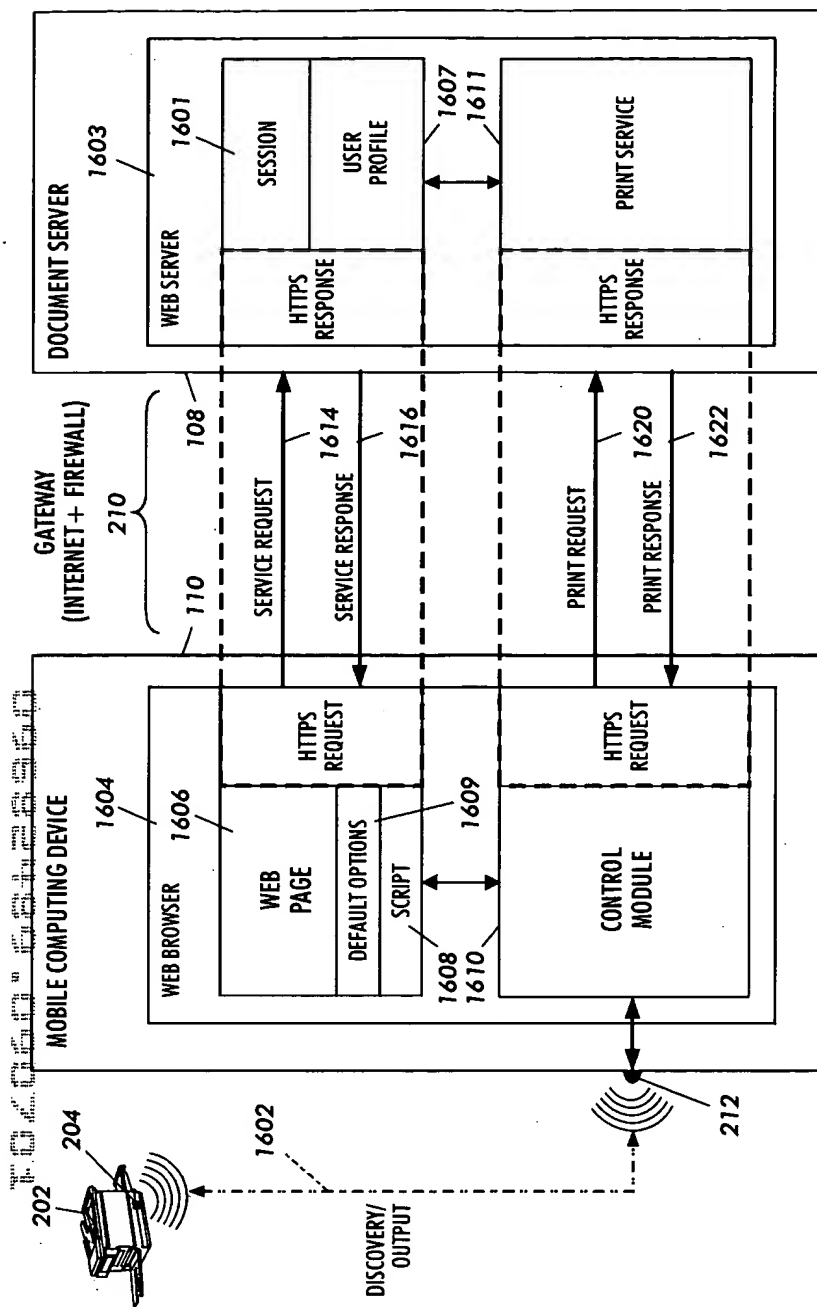 DOCUMENT SERVER
1603
WEB SERVER
1601
SESSION
USER
PROFILE
HTTPS
RESPONSE
1607
1611
PRINT SERVICE
HTTPS
RESPONSE
GATEWAY
(INTERNET + FIREWALL)
210
108
110
SERVICE REQUEST
1614
SERVICE RESPONSE
1616
PRINT REQUEST
1620
PRINT RESPONSE
1622
MOBILE COMPUTING DEVICE
1604
WEB BROWSER
1606
WEB
PAGE
DEFAULT OPTIONS
1609
SCRIPT
HTTPS
REQUEST
1608
1610
CONTROL
MODULE
HTTPS
REQUEST
202
204
1602
DISCOVERY/
OUTPUT
212